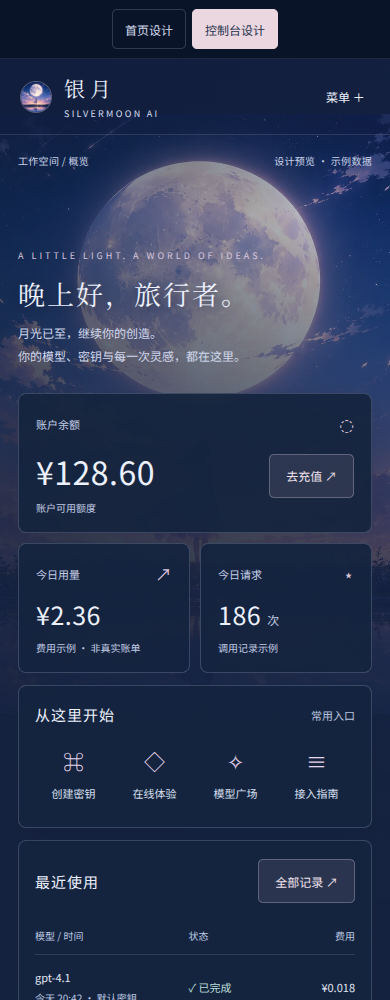 首页设计 控制台设计
银月
SILVERMOON AI
菜单 +
工作空间 / 概览 设计预览 · 示例数据
A LITTLE LIGHT. A WORLD OF IDEAS.
晚上好，旅行者。
月光已至，继续你的创造。
你的模型、密钥与每一次灵感，都在这里。
账户余额
¥128.60
去充值 ↗
账户可用额度
今日用量 ↗
¥2.36
费用示例 · 非真实账单
今日请求
186 次
调用记录示例
从这里开始 常用入口
创建密钥 在线体验 模型广场 接入指南
最近使用 全部记录 ↗
模型 / 时间 状态 费用
gpt-4.1
✓ 已完成 ¥0.018
今天 20:42 · 默认密钥